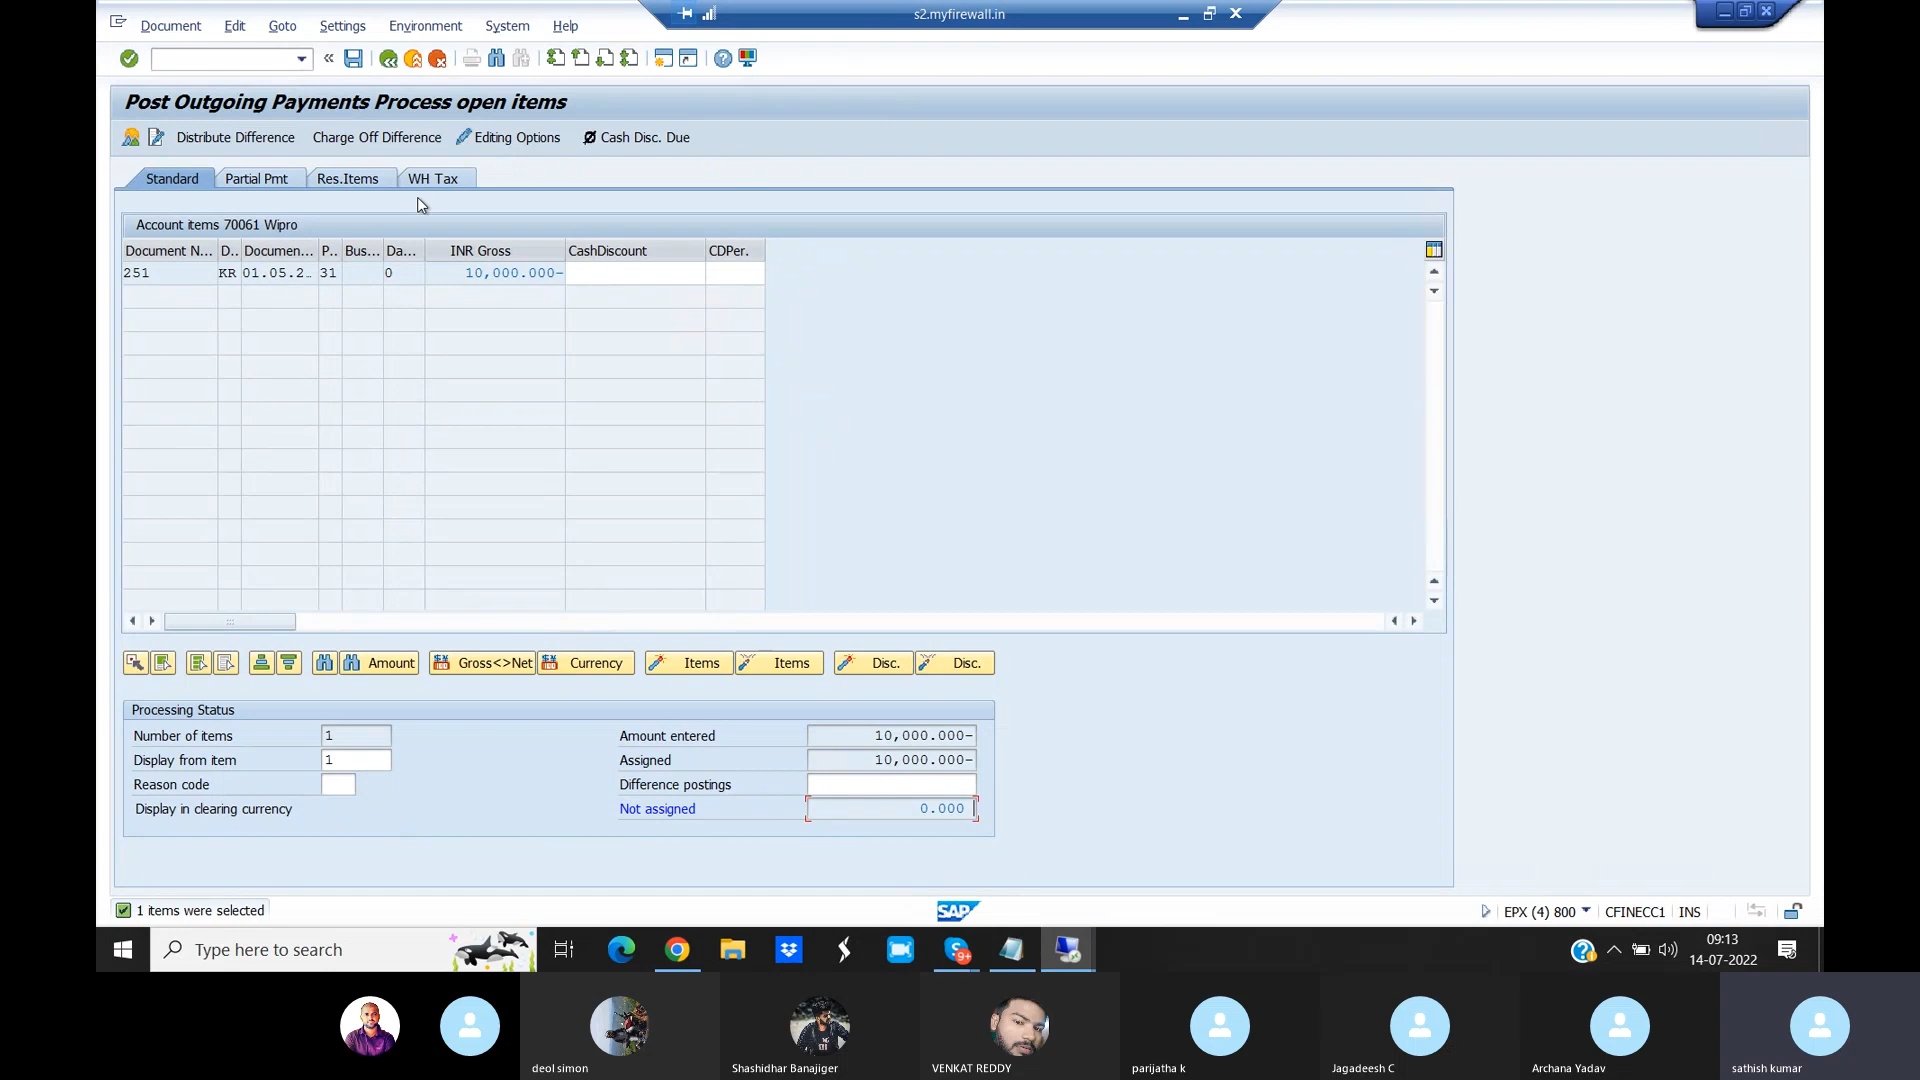 s2.myfirewall.in
Document Edit Goto Settings Environment System Help
Post Outgoing Payments Process open items
Distribute Difference Charge Off Difference Editing Options Cash Disc. Due
Standard Partial Pmt Res.Items WH Tax
Account items 70061 Wipro
Document N... D.. Documen... P.. Bus... Da... INR Gross CashDiscount CDPer.
251 KR 01.05.2.. 31 0 10,000.000-
Amount Gross<>Net Currency Items Items Disc. Disc.
Processing Status
Number of items 1 Amount entered 10,000.000-
Display from item 1 Assigned 10,000.000-
Reason code Difference postings
Display in clearing currency Not assigned 0.000
1 items were selected SAP EPX (4) 800 CFINECC1 INS
Type here to search 9+ 09:13
14-07-2022
deol simon Shashidhar Banajiger VENKAT REDDY parijatha k Jagadeesh C Archana Yadav sathish kumar